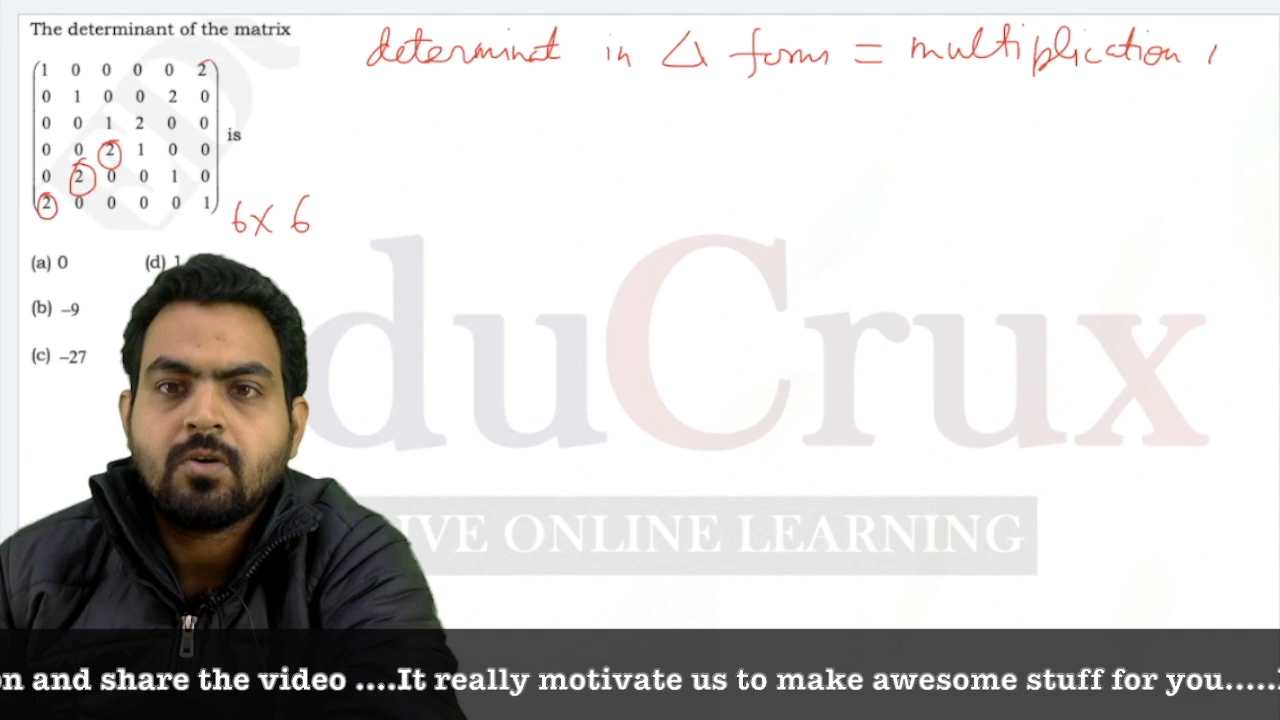 The determinant of the matrix
determinat in △ form = multiplication
1 0 0 0 0 2
0 1 0 0 2 0
0 0 1 2 0 0
is
0 0 2 1 0 0
0 2 0 0 1 0
2 0 0 0 0 1
6 x 6
(a) 0 (d) 1
(b) –9
(c) –27
duCrux
IVE ONLINE LEARNING
on and share the video ....It really motivate us to make awesome stuff for you.....